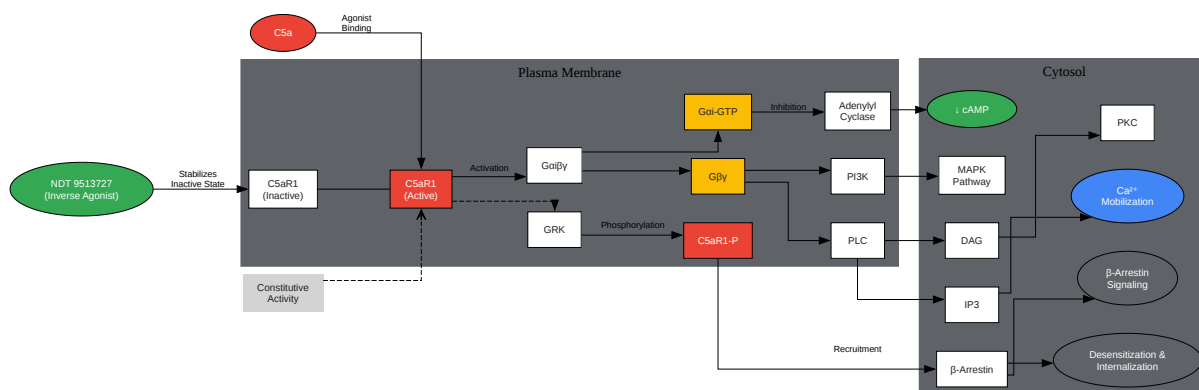 C5a
Agonist
Binding
Plasma Membrane
Cytosol
Gαi-GTP
Inhibition
Adenylyl
Cyclase
↓ cAMP
PKC
NDT 9513727
(Inverse Agonist)
Stabilizes
Inactive State
C5aR1
(Inactive)
C5aR1
(Active)
Activation
Gαiβγ
Gβγ
PI3K
MAPK
Pathway
Ca²⁺
Mobilization
GRK
Phosphorylation
C5aR1-P
PLC
DAG
Constitutive
Activity
IP3
β-Arrestin
Signaling
Recruitment
β-Arrestin
Desensitization &
Internalization